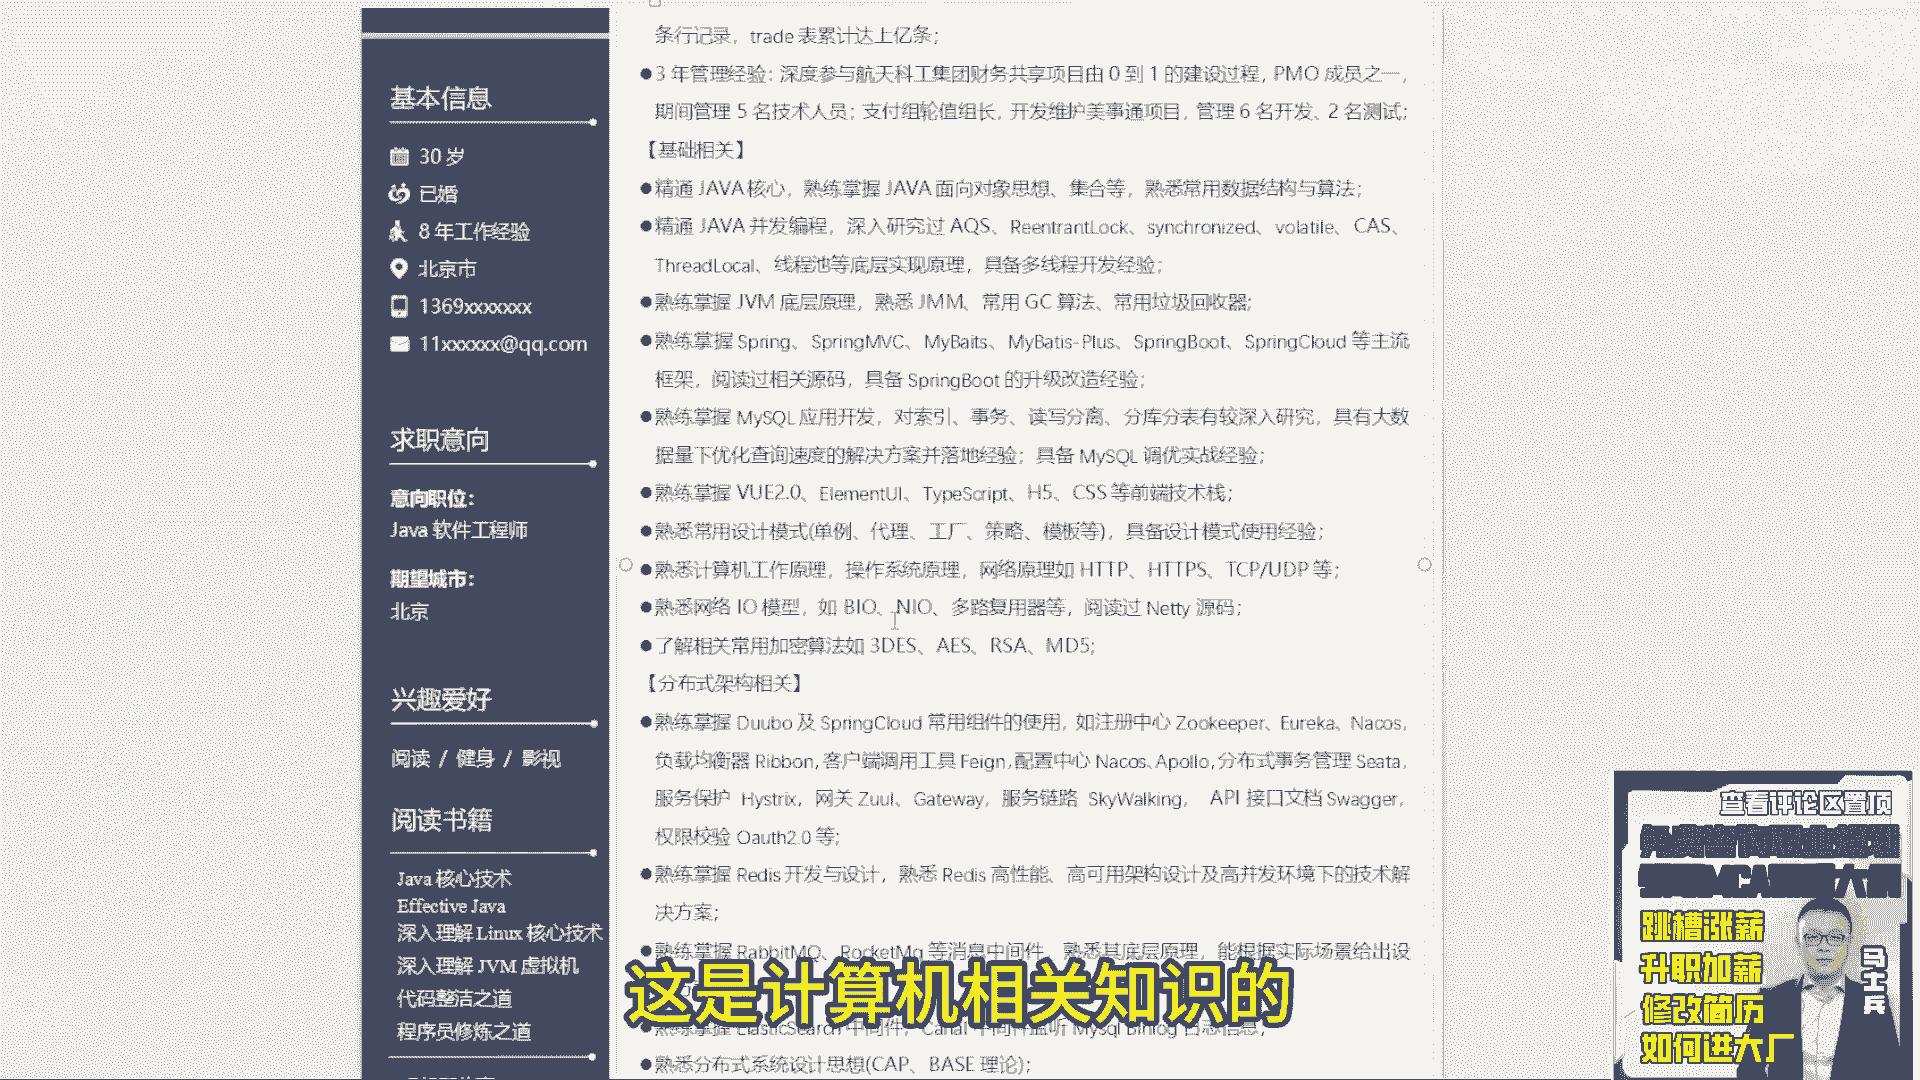 基本信息
30 岁
已婚
8 年工作经验
北京市
1369xxxxxxx
11xxxxxx@qq.com
求职意向
意向职位：
Java 软件工程师
期望城市：
北京
兴趣爱好
阅读 / 健身 / 影视
阅读书籍
Java 核心技术
Effective Java
深入理解 Linux 核心技术
深入理解 JVM 虚拟机
代码整洁之道
程序员修炼之道
条行记录，trade 表累计达上亿条；
●3 年管理经验：深度参与航天科工集团财务共享项目由 0 到 1 的建设过程，PMO 成员之一，
期间管理 5 名技术人员；支付组轮值组长，开发维护美事通项目，管理 6 名开发、2 名测试；
【基础相关】
●精通 JAVA 核心，熟练掌握 JAVA 面向对象思想、集合等，熟悉常用数据结构与算法；
●精通 JAVA 并发编程，深入研究过 AQS、ReentrantLock、synchronized、volatile、CAS、
ThreadLocal、线程池等底层实现原理，具备多线程开发经验；
●熟练掌握 JVM 底层原理，熟悉 JMM、常用 GC 算法、常用垃圾回收器；
●熟练掌握 Spring、SpringMVC、MyBaits、MyBatis-Plus、SpringBoot、SpringCloud 等主流
框架，阅读过相关源码，具备 SpringBoot 的升级改造经验；
●熟练掌握 MySQL 应用开发，对索引、事务、读写分离、分库分表有较深入研究，具有大数
据量下优化查询速度的解决方案并落地经验；具备 MySQL 调优实战经验；
●熟练掌握 VUE2.0、ElementUI、TypeScript、H5、CSS 等前端技术栈；
●熟悉常用设计模式(单例、代理、工厂、策略、模板等)，具备设计模式使用经验；
●熟悉计算机工作原理，操作系统原理，网络原理如 HTTP、HTTPS、TCP/UDP 等；
●熟悉网络 IO 模型，如 BIO、NIO、多路复用器等，阅读过 Netty 源码；
●了解相关常用加密算法如 3DES、AES、RSA、MD5;
【分布式架构相关】
●熟练掌握 Duubo 及 SpringCloud 常用组件的使用，如注册中心 Zookeeper、Eureka、Nacos,
负载均衡器 Ribbon,客户端调用工具 Feign,配置中心 Nacos、Apollo,分布式事务管理 Seata,
服务保护 Hystrix，网关 Zuul、Gateway，服务链路 SkyWalking， API 接口文档 Swagger,
权限校验 Oauth2.0 等;
●熟练掌握 Redis 开发与设计，熟悉 Redis 高性能、高可用架构设计及高并发环境下的技术解
决方案；
●熟练掌握 RabbitMQ、RocketMq 等消息中间件，熟悉其底层原理，能根据实际场景给出设
熟练掌握 ElasticSearch 中间件，Canal 中间件监听 MySql Binlog 日志信息；
●熟悉分布式系统设计思想(CAP、BASE 理论)；
这是计算机相关知识的
查看评论区置顶
跳槽涨薪
升职加薪
修改简历
如何进大厂
马士兵